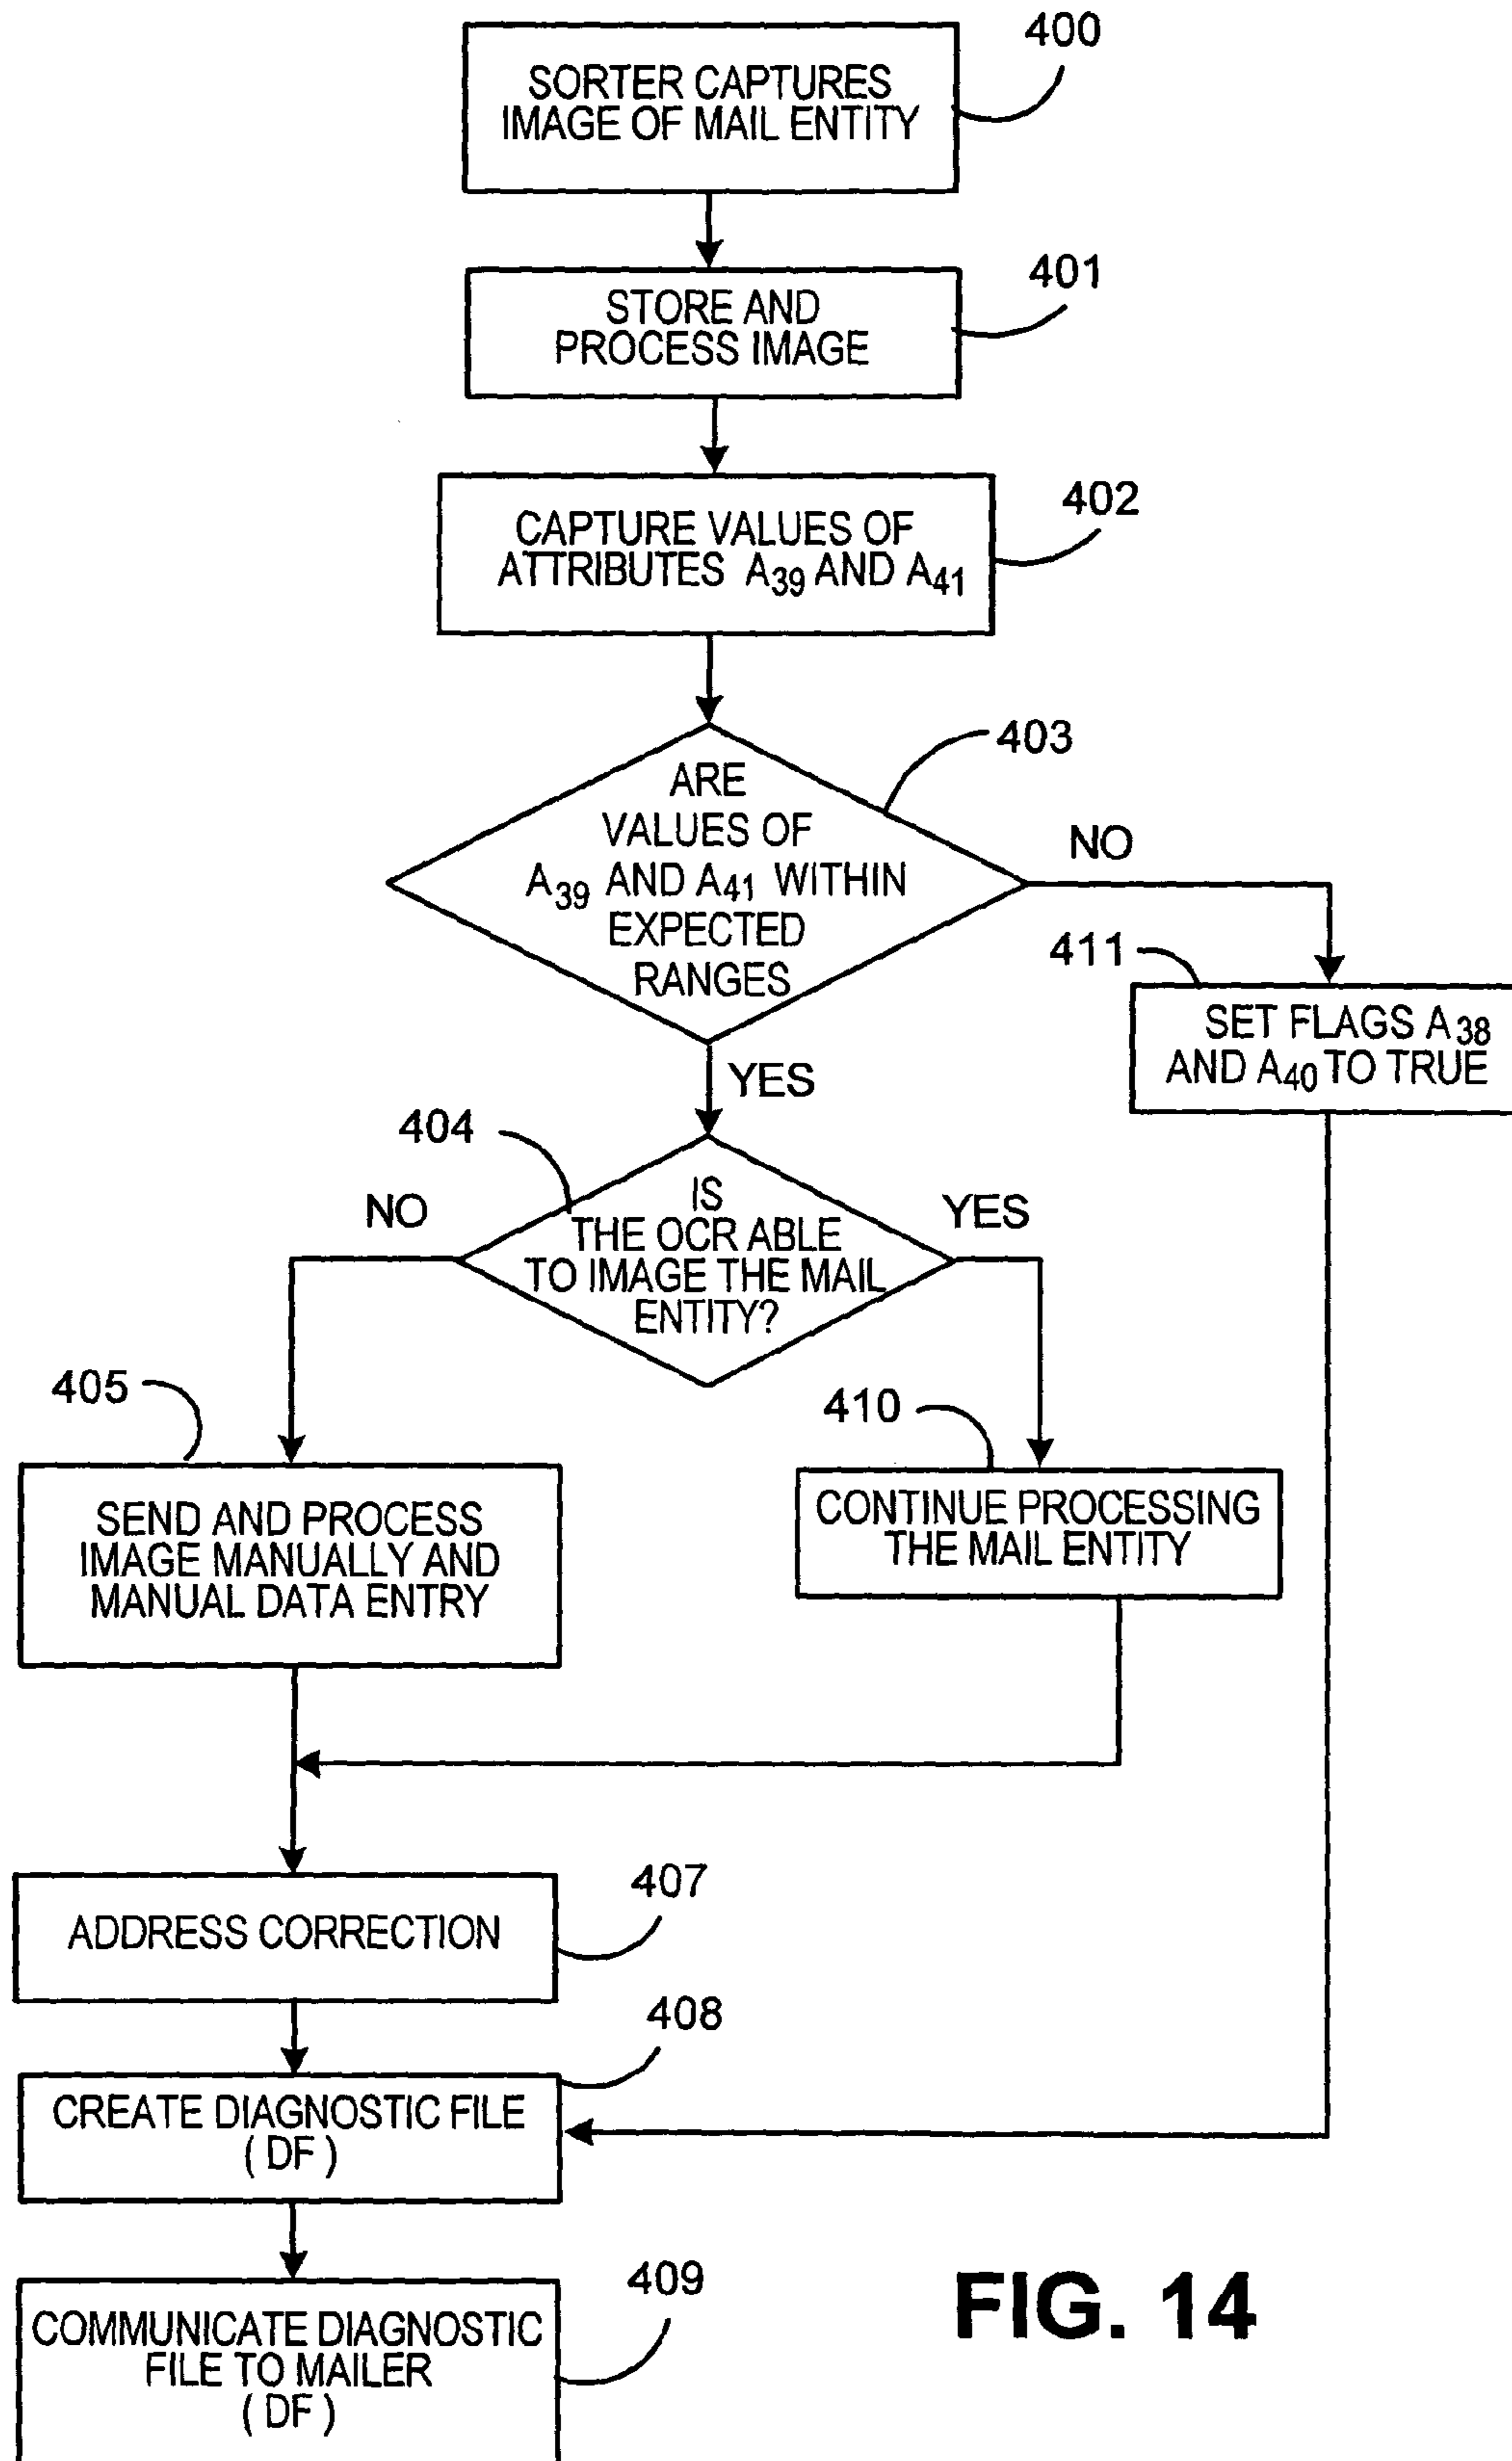 400
SORTER CAPTURES
IMAGE OF MAIL ENTITY
401
STORE AND
PROCESS IMAGE
402
CAPTURE VALUES OF
ATTRIBUTES A39 AND A41
403
ARE
VALUES OF
A39 AND A41 WITHIN
EXPECTED
RANGES
NO
411
SET FLAGS A38
AND A40 TO TRUE
YES
404
IS
THE OCR ABLE
TO IMAGE THE MAIL
ENTITY?
NO
YES
405
SEND AND PROCESS
IMAGE MANUALLY AND
MANUAL DATA ENTRY
410
CONTINUE PROCESSING
THE MAIL ENTITY
407
ADDRESS CORRECTION
408
CREATE DIAGNOSTIC FILE
( DF )
409
COMMUNICATE DIAGNOSTIC
FILE TO MAILER
( DF )
FIG. 14